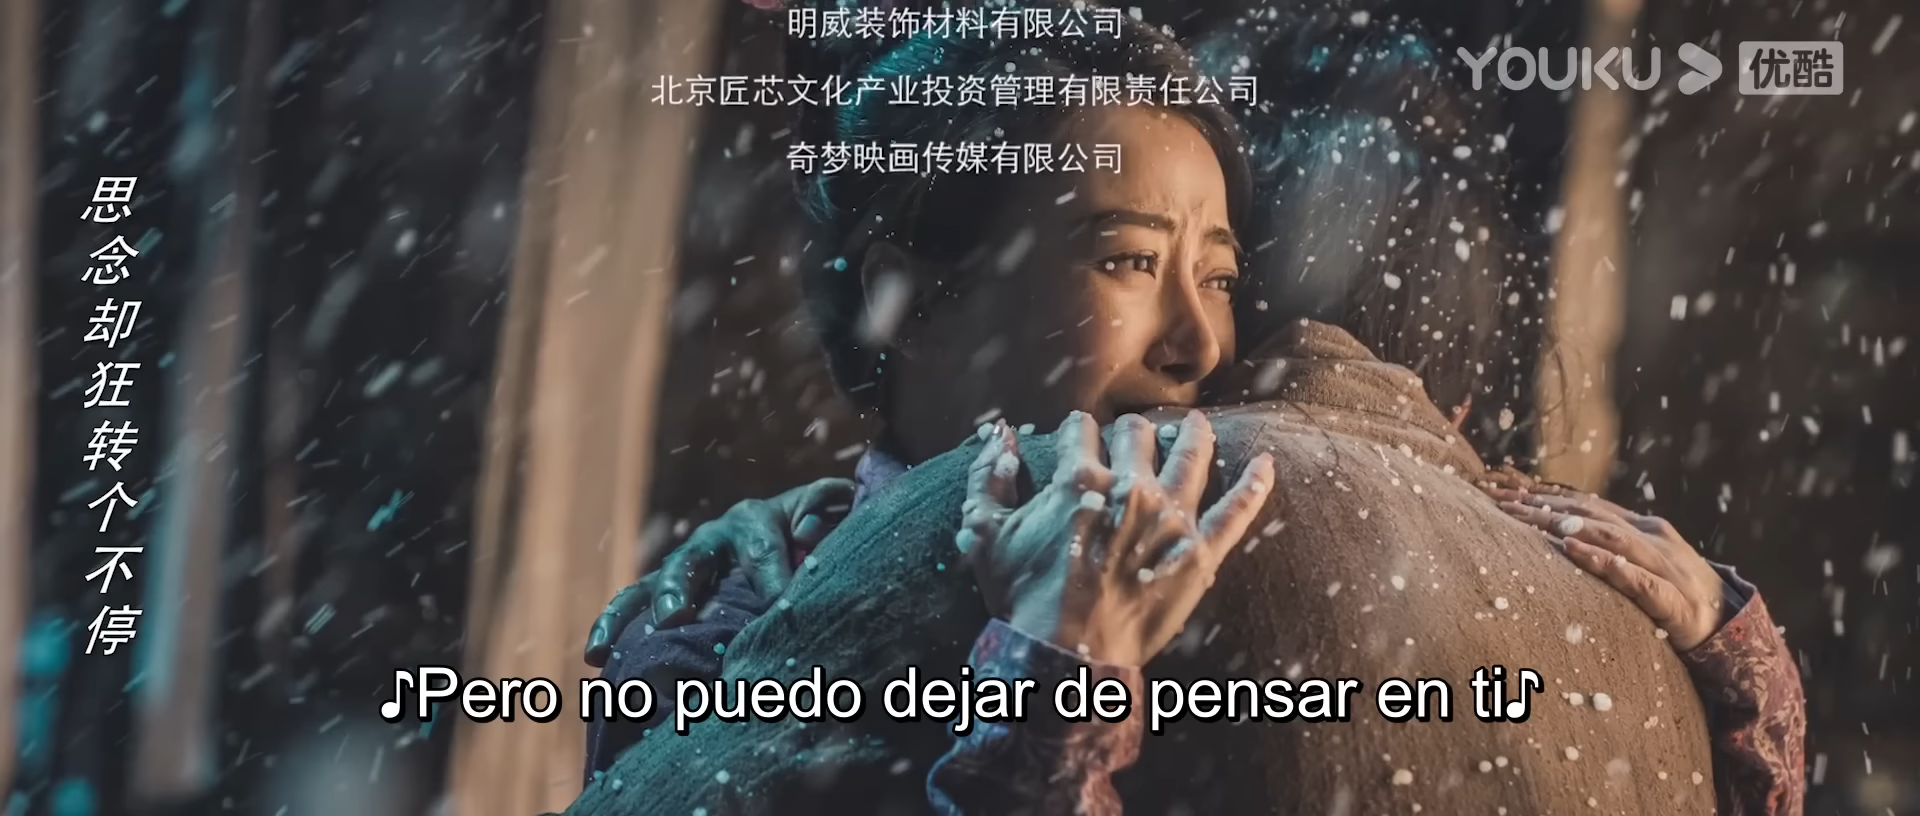 明威装饰材料有限公司
北京匠芯文化产业投资管理有限责任公司
奇梦映画传媒有限公司
YOUKU 优酷
思念却狂转个不停
♪Pero no puedo dejar de pensar en ti♪